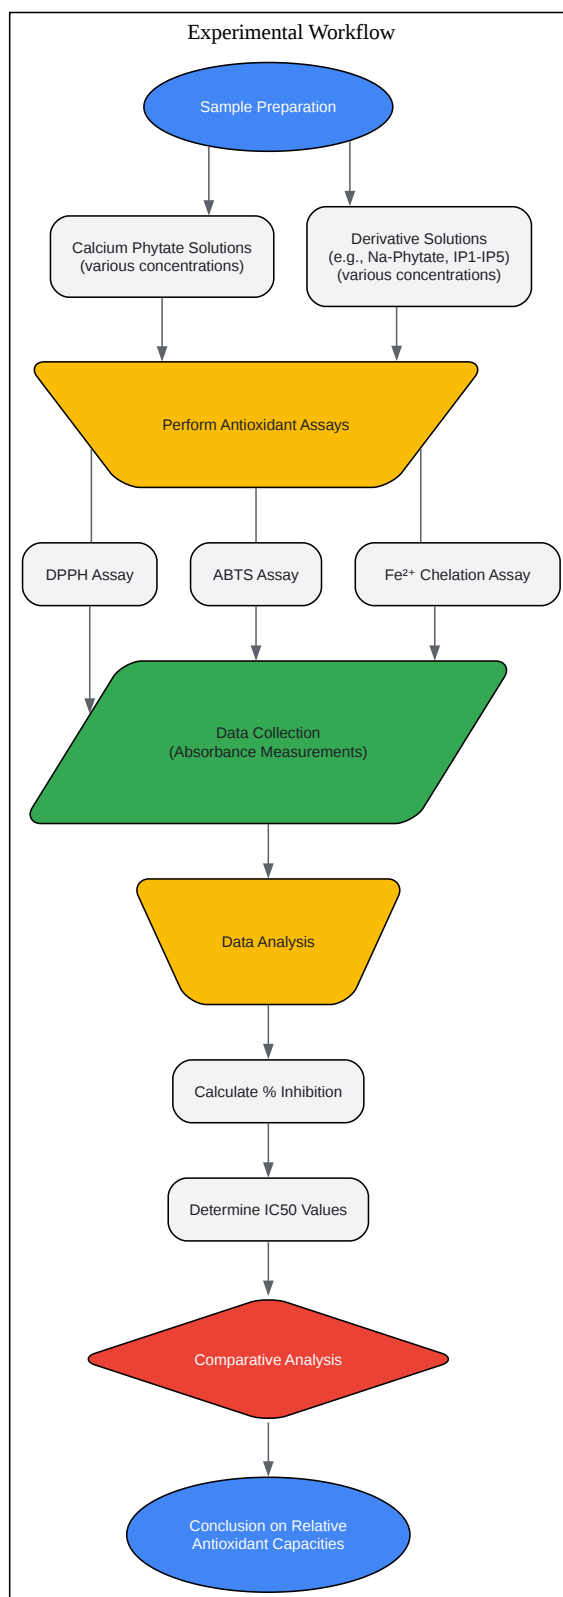 Experimental Workflow
Sample Preparation
Calcium Phytate Solutions
(various concentrations)
Derivative Solutions
(e.g., Na-Phytate, IP1-IP5)
(various concentrations)
Perform Antioxidant Assays
DPPH Assay
ABTS Assay
Fe²⁺ Chelation Assay
Data Collection
(Absorbance Measurements)
Data Analysis
Calculate % Inhibition
Determine IC50 Values
Comparative Analysis
Conclusion on Relative
Antioxidant Capacities